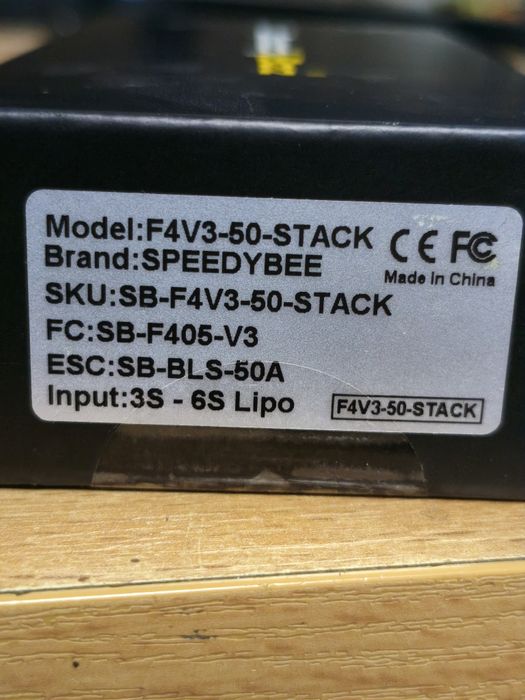 Model:F4V3-50-STACK
Brand:SPEEDYBEE
SKU:SB-F4V3-50-STACK
FC:SB-F405-V3
ESC:SB-BLS-50A
Input:3S - 6S Lipo
CE FC
Made In China
F4V3-50-STACK